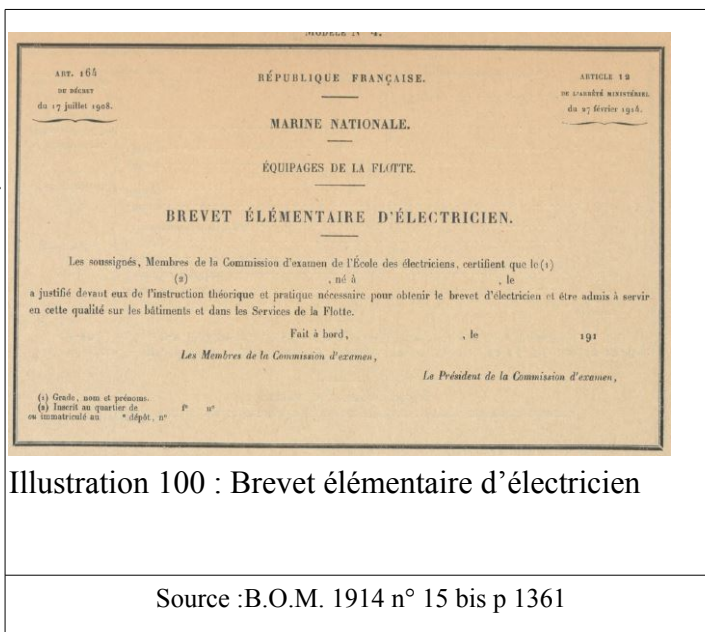 MODÈLE N° 4.
ART. 164
DU DÉCRET
du 17 juillet 1908.
RÉPUBLIQUE FRANÇAISE.
ARTICLE 12
DE L'ARRÊTÉ MINISTÉRIEL
du 27 février 1914.
MARINE NATIONALE.
ÉQUIPAGES DE LA FLOTTE.
BREVET ÉLÉMENTAIRE D'ÉLECTRICIEN.
Les soussignés, Membres de la Commission d'examen de l'École des électriciens, certifient que le (1)
(2) , né à , le
a justifié devant eux de l'instruction théorique et pratique nécessaire pour obtenir le brevet d'électricien et être admis à servir
en cette qualité sur les bâtiments et dans les Services de la Flotte.
Fait à bord, , le 191
Les Membres de la Commission d'examen,
Le Président de la Commission d'examen,
(1) Grade, nom et prénoms.
(2) Inscrit au quartier de f° n°
ou immatriculé au e dépôt, n°
Illustration 100 : Brevet élémentaire d'électricien
Source :B.O.M. 1914 n° 15 bis p 1361